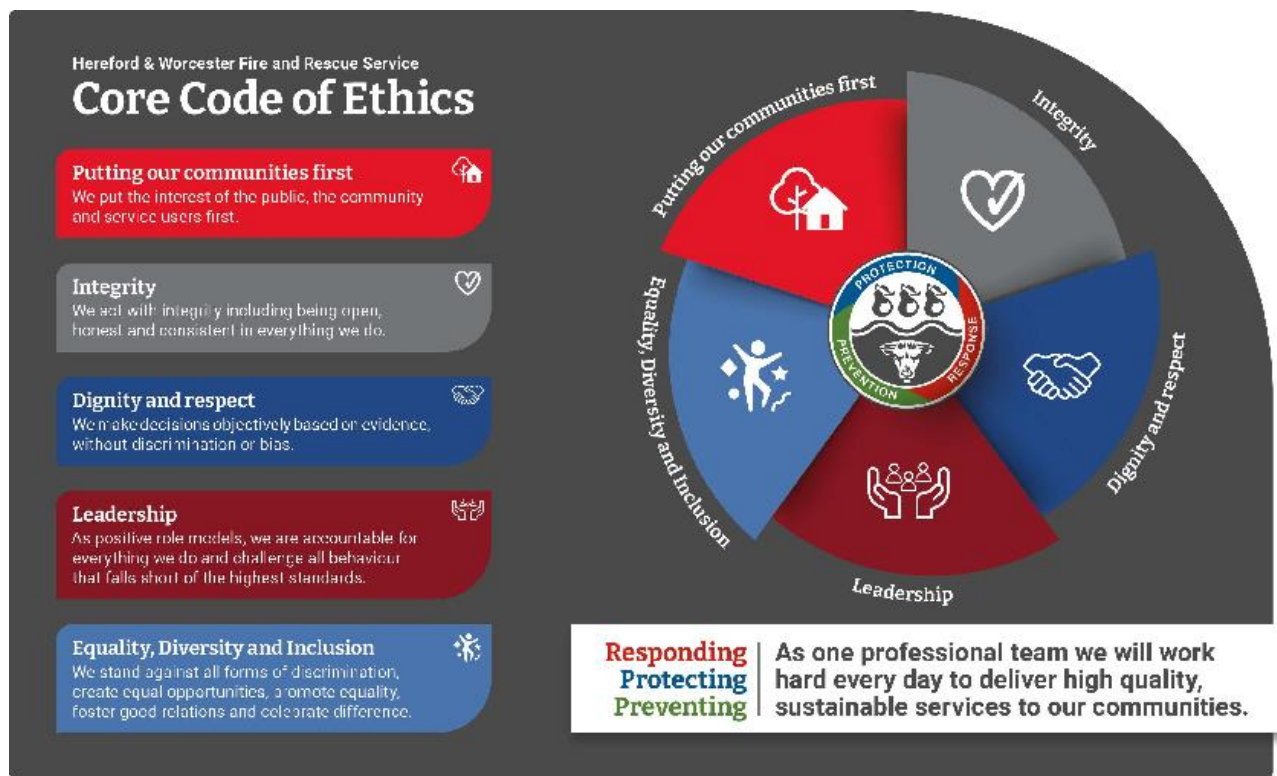 Hereford & Worcester Fire and Rescue Service
Core Code of Ethics
Putting our communities first
We put the interest of the public, the community
and service users first.
Integrity
We act with integrity including being open,
honest and consistent in everything we do.
Dignity and respect
We make decisions objectively based on evidence,
without discrimination or bias.
Leadership
As positive role models, we are accountable for
everything we do and challenge all behaviour
that falls short of the highest standards.
Equality, Diversity and Inclusion
We stand against all forms of discrimination,
create equal opportunities, promote equality,
foster good relations and celebrate difference.
Putting our communities first
Integrity
Dignity and respect
Leadership
Equality, Diversity and Inclusion
PROTECTION
RESPONSE
PREVENTION
Responding
Protecting
Preventing
As one professional team we will work
hard every day to deliver high quality,
sustainable services to our communities.